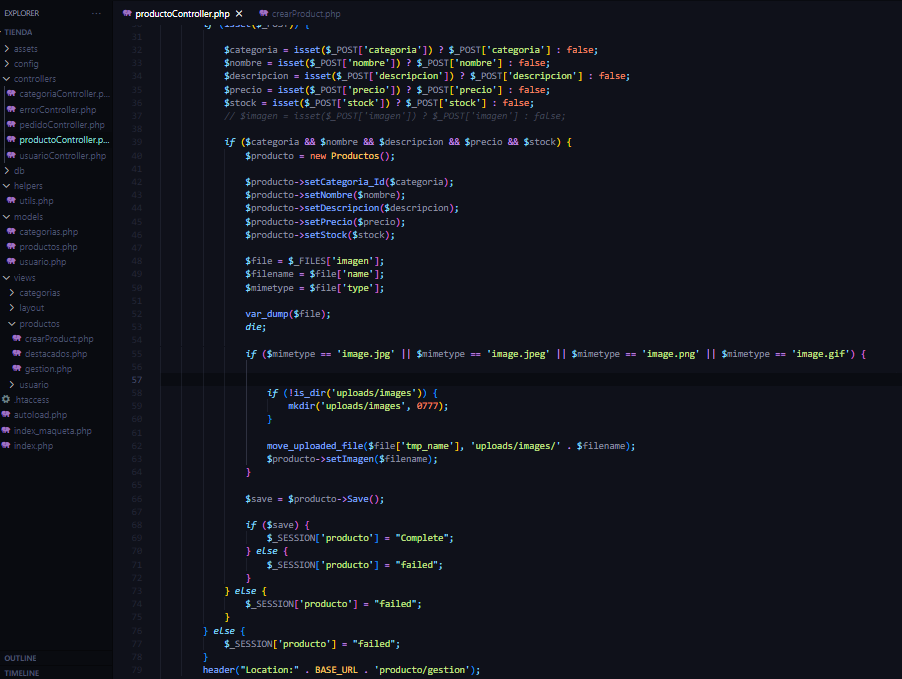 EXPLORER ...
productoController.php ×
crearProduct.php
TIENDA
assets
config
controllers
categoriaController.p...
errorController.php
pedidoController.php
productoController.p...
usuarioController.php
db
helpers
utils.php
models
categorias.php
productos.php
usuario.php
views
categorias
layout
productos
crearProduct.php
destacados.php
gestion.php
usuario
.htaccess
autoload.php
index_maqueta.php
index.php
OUTLINE
TIMELINE
if (isset($_POST)) {
31
32 $categoria = isset($_POST['categoria']) ? $_POST['categoria'] : false;
33 $nombre = isset($_POST['nombre']) ? $_POST['nombre'] : false;
34 $descripcion = isset($_POST['descripcion']) ? $_POST['descripcion'] : false;
35 $precio = isset($_POST['precio']) ? $_POST['precio'] : false;
36 $stock = isset($_POST['stock']) ? $_POST['stock'] : false;
37 // $imagen = isset($_POST['imagen']) ? $_POST['imagen'] : false;
38
39 if ($categoria && $nombre && $descripcion && $precio && $stock) {
40 $producto = new Productos();
41
42 $producto->setCategoria_Id($categoria);
43 $producto->setNombre($nombre);
44 $producto->setDescripcion($descripcion);
45 $producto->setPrecio($precio);
46 $producto->setStock($stock);
47
48 $file = $_FILES['imagen'];
49 $filename = $file['name'];
50 $mimetype = $file['type'];
51
52 var_dump($file);
53 die;
54
55 if ($mimetype == 'image.jpg' || $mimetype == 'image.jpeg' || $mimetype == 'image.png' || $mimetype == 'image.gif') {
56
57
58 if (!is_dir('uploads/images')) {
59 mkdir('uploads/images', 0777);
60 }
61
62 move_uploaded_file($file['tmp_name'], 'uploads/images/' . $filename);
63 $producto->setImagen($filename);
64 }
65
66 $save = $producto->Save();
67
68 if ($save) {
69 $_SESSION['producto'] = "Complete";
70 } else {
71 $_SESSION['producto'] = "failed";
72 }
73 } else {
74 $_SESSION['producto'] = "failed";
75 }
76 } else {
77 $_SESSION['producto'] = "failed";
78 }
79 header("Location:" . BASE_URL . 'producto/gestion');